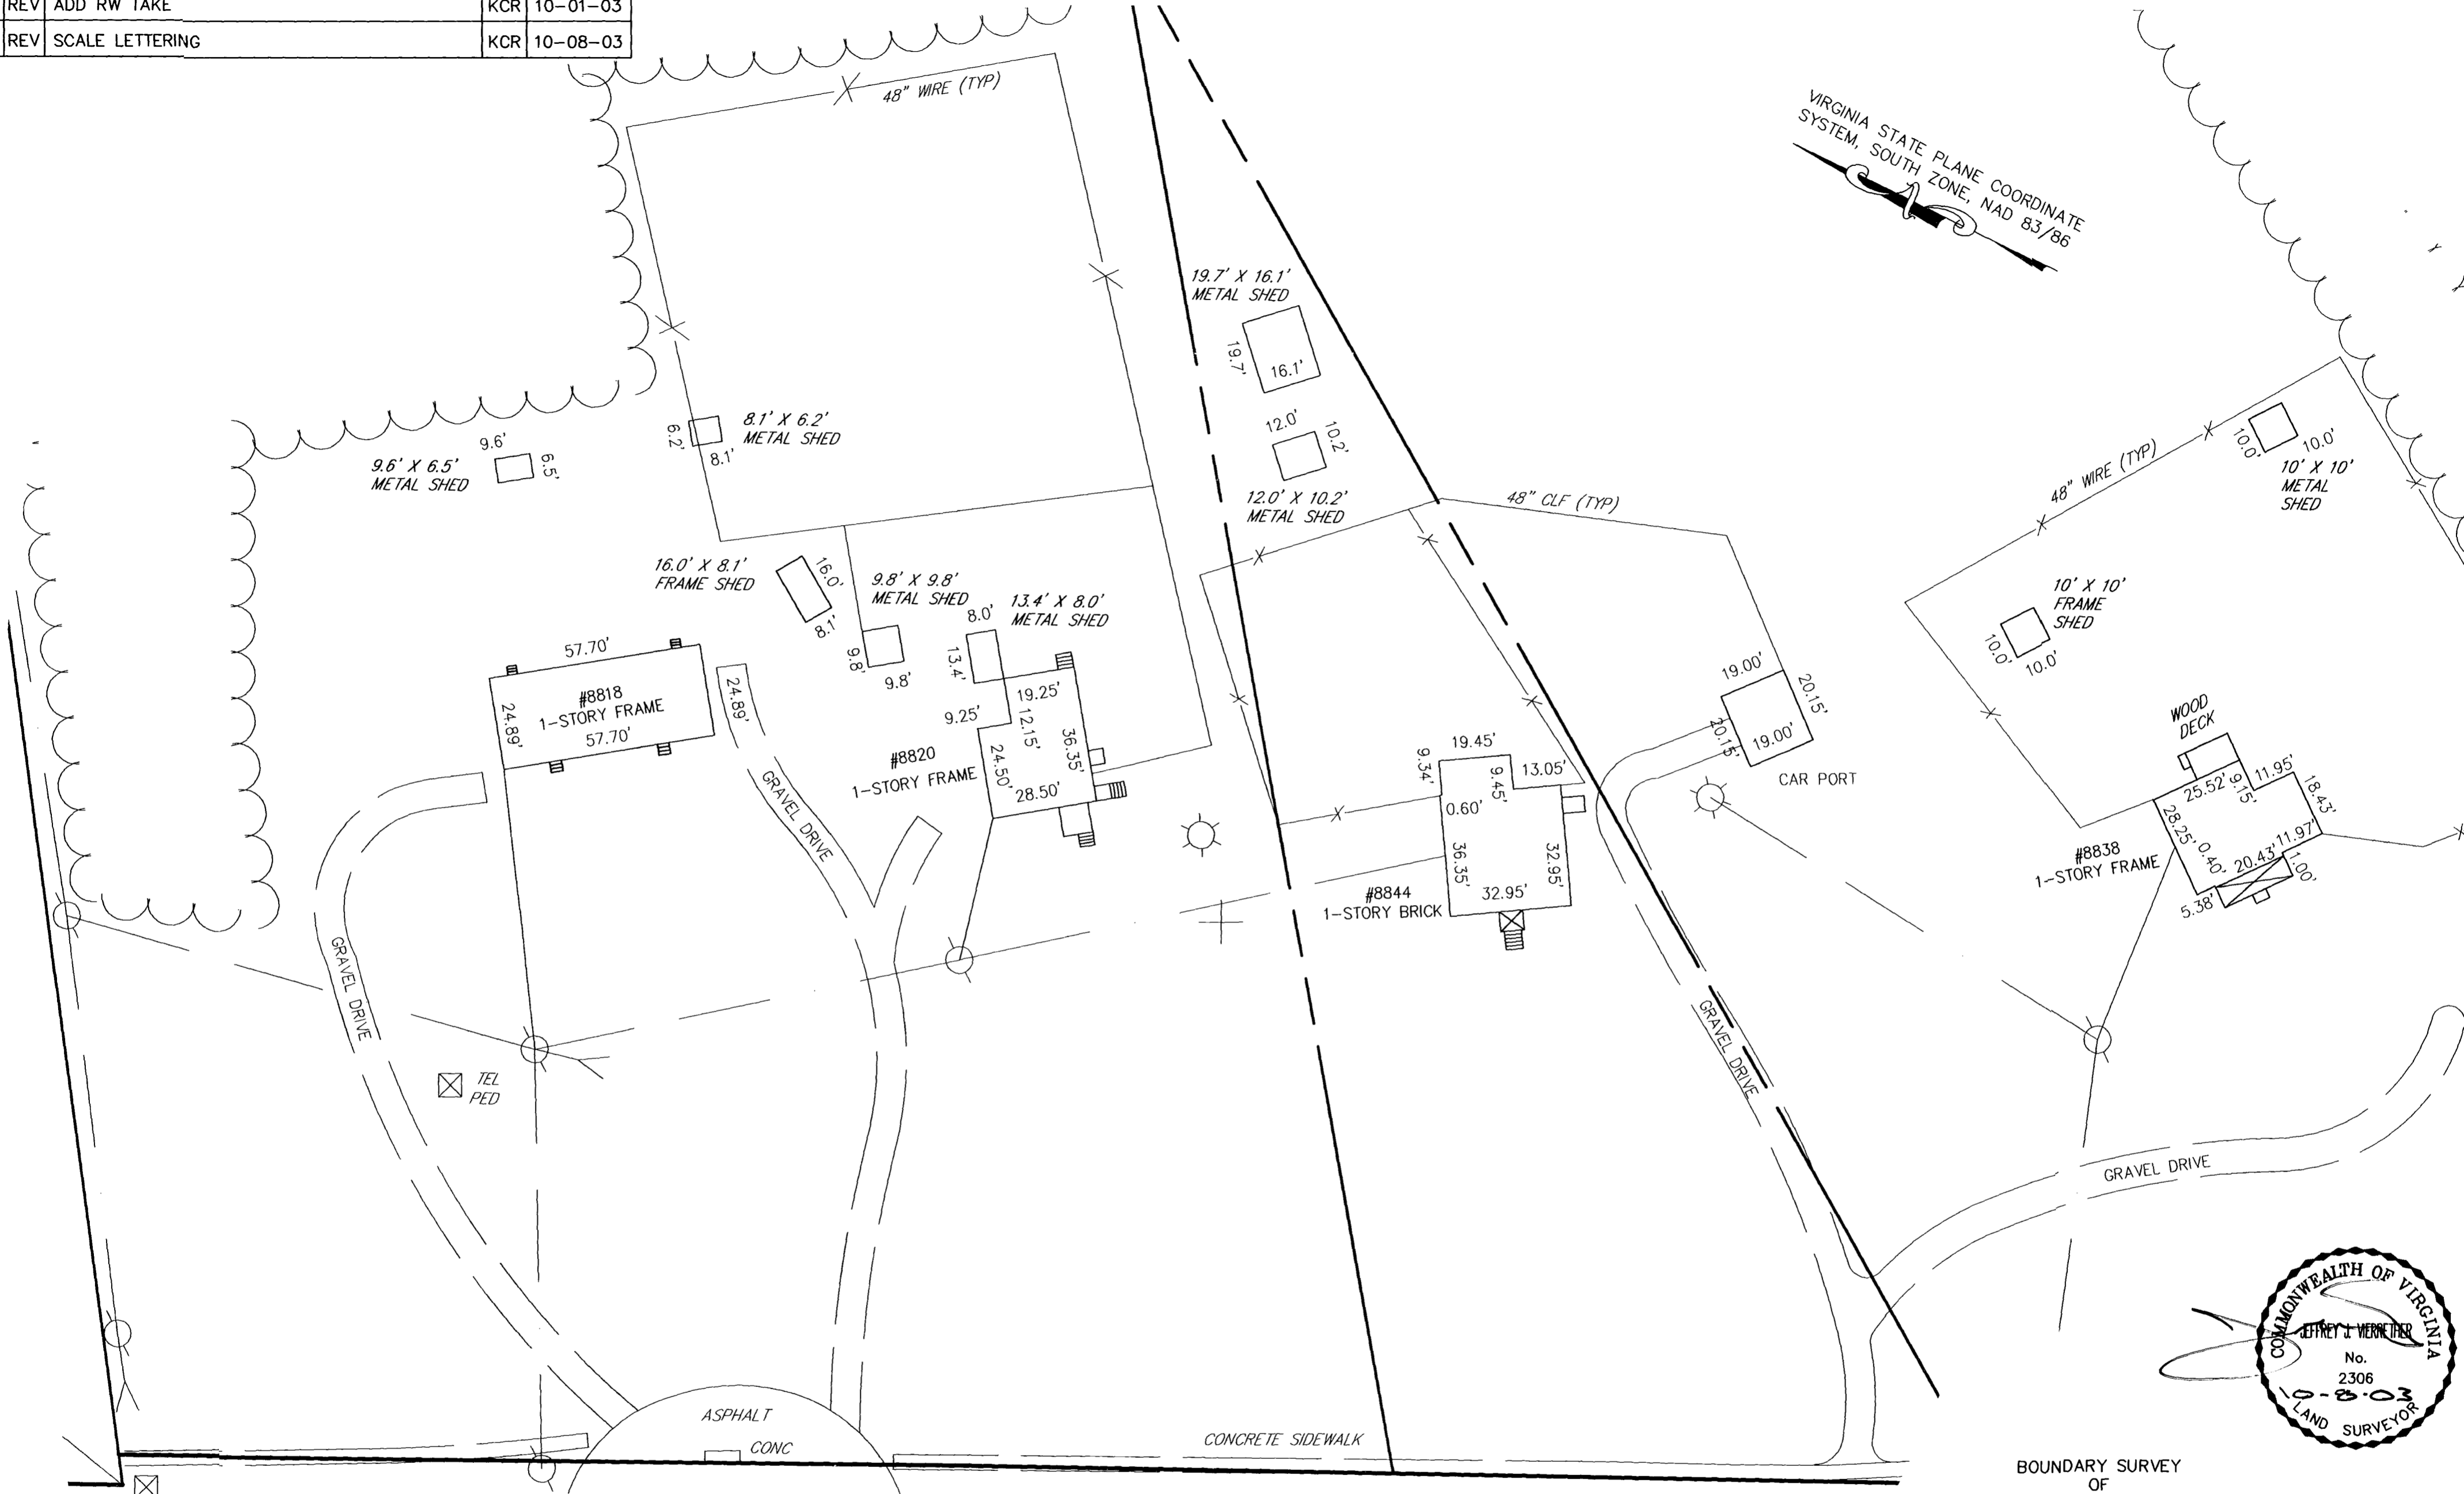 REV ADD RW TAKE KCR 10-01-03
REV SCALE LETTERING KCR 10-08-03
48" WIRE (TYP)
VIRGINIA STATE PLANE COORDINATE
SYSTEM, SOUTH ZONE, NAD 83/86
19.7' X 16.1'
METAL SHED
19.7'
16.1'
12.0'
10.2'
12.0' X 10.2'
METAL SHED
48" CLF (TYP)
9.6'
6.5'
9.6' X 6.5'
METAL SHED
6.2'
8.1'
8.1' X 6.2'
METAL SHED
48" WIRE (TYP)
10.0'
10.0'
10' X 10'
METAL
SHED
16.0' X 8.1'
FRAME SHED
16.0'
8.1'
9.8' X 9.8'
METAL SHED
9.8'
9.8'
13.4' X 8.0'
METAL SHED
8.0'
13.4'
10' X 10'
FRAME
SHED
10.0'
10.0'
57.70'
24.89'
#8818
1-STORY FRAME
57.70'
24.89'
19.25'
9.25'
12.15'
36.35'
24.50'
28.50'
#8820
1-STORY FRAME
GRAVEL DRIVE
19.00'
20.15'
20.15'
19.00'
CAR PORT
19.45'
9.34'
9.45'
13.05'
0.60'
36.35'
32.95'
32.95'
#8844
1-STORY BRICK
WOOD
DECK
25.52'
9.15'
11.95'
18.43'
28.25'
0.40'
20.43'
11.97'
1.00'
5.38'
#8838
1-STORY FRAME
GRAVEL DRIVE
GRAVEL DRIVE
TEL
PED
GRAVEL DRIVE
COMMONWEALTH OF VIRGINIA
JEFFREY J. VIERRETHER
No.
2306
10-8-03
LAND SURVEYOR
ASPHALT
CONC
CONCRETE SIDEWALK
BOUNDARY SURVEY
OF